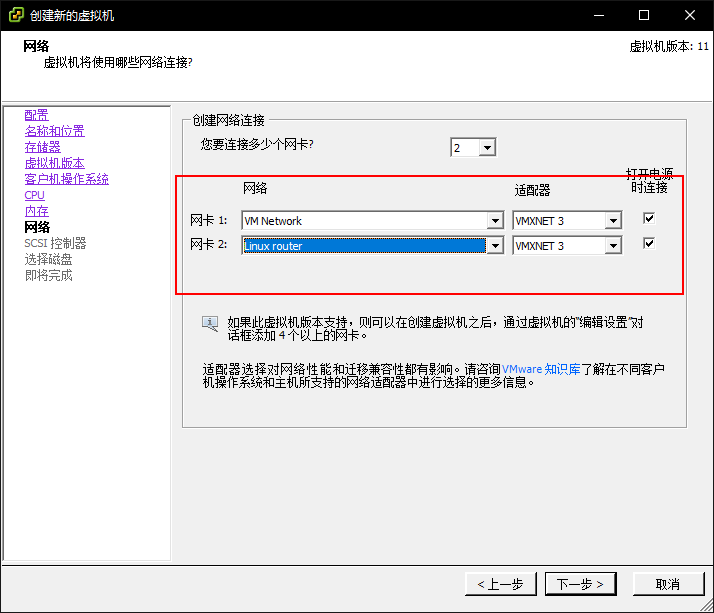 创建新的虚拟机
网络
虚拟机将使用哪些网络连接?
虚拟机版本: 11
配置
名称和位置
存储器
虚拟机版本
客户机操作系统
CPU
内存
网络
SCSI 控制器
选择磁盘
即将完成
创建网络连接
您要连接多少个网卡?
2
网络
适配器
打开电源
时连接
网卡 1:
VM Network
VMXNET 3
网卡 2:
Linux router
VMXNET 3
如果此虚拟机版本支持，则可以在创建虚拟机之后，通过虚拟机的"编辑设置"对
话框添加 4 个以上的网卡。
适配器选择对网络性能和迁移兼容性都有影响。请咨询VMware 知识库了解在不同客户
机操作系统和主机所支持的网络适配器中进行选择的更多信息。
< 上一步
下一步 >
取消